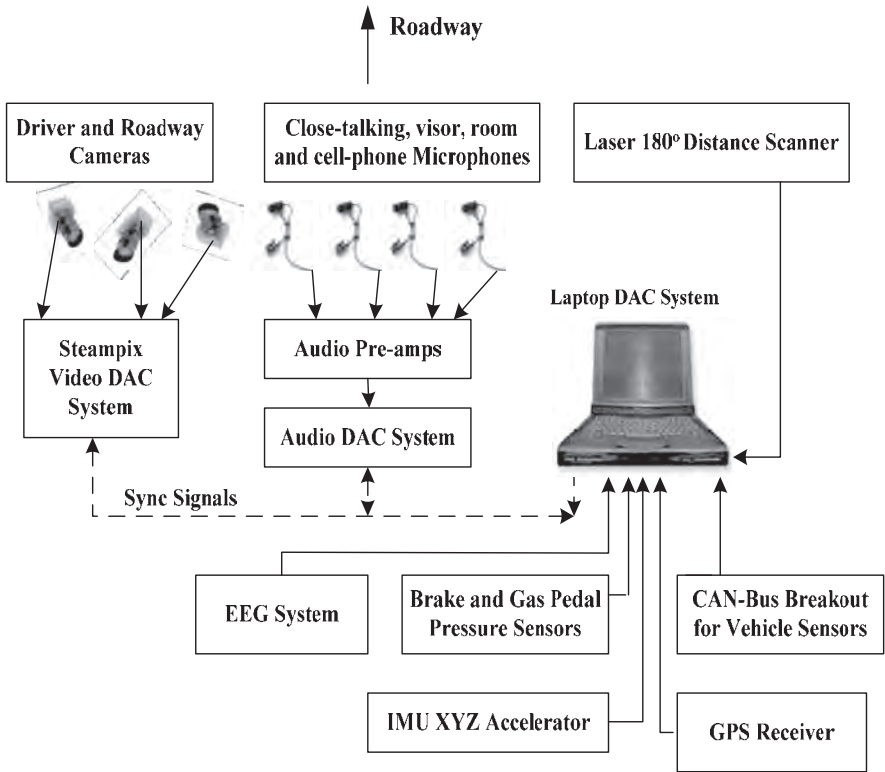 Roadway
Driver and Roadway
Cameras
Close-talking, visor, room
and cell-phone Microphones
Laser 180º Distance Scanner
Laptop DAC System
Steampix
Video DAC
System
Audio Pre-amps
Audio DAC System
Sync Signals
EEG System
Brake and Gas Pedal
Pressure Sensors
CAN-Bus Breakout
for Vehicle Sensors
IMU XYZ Accelerator
GPS Receiver